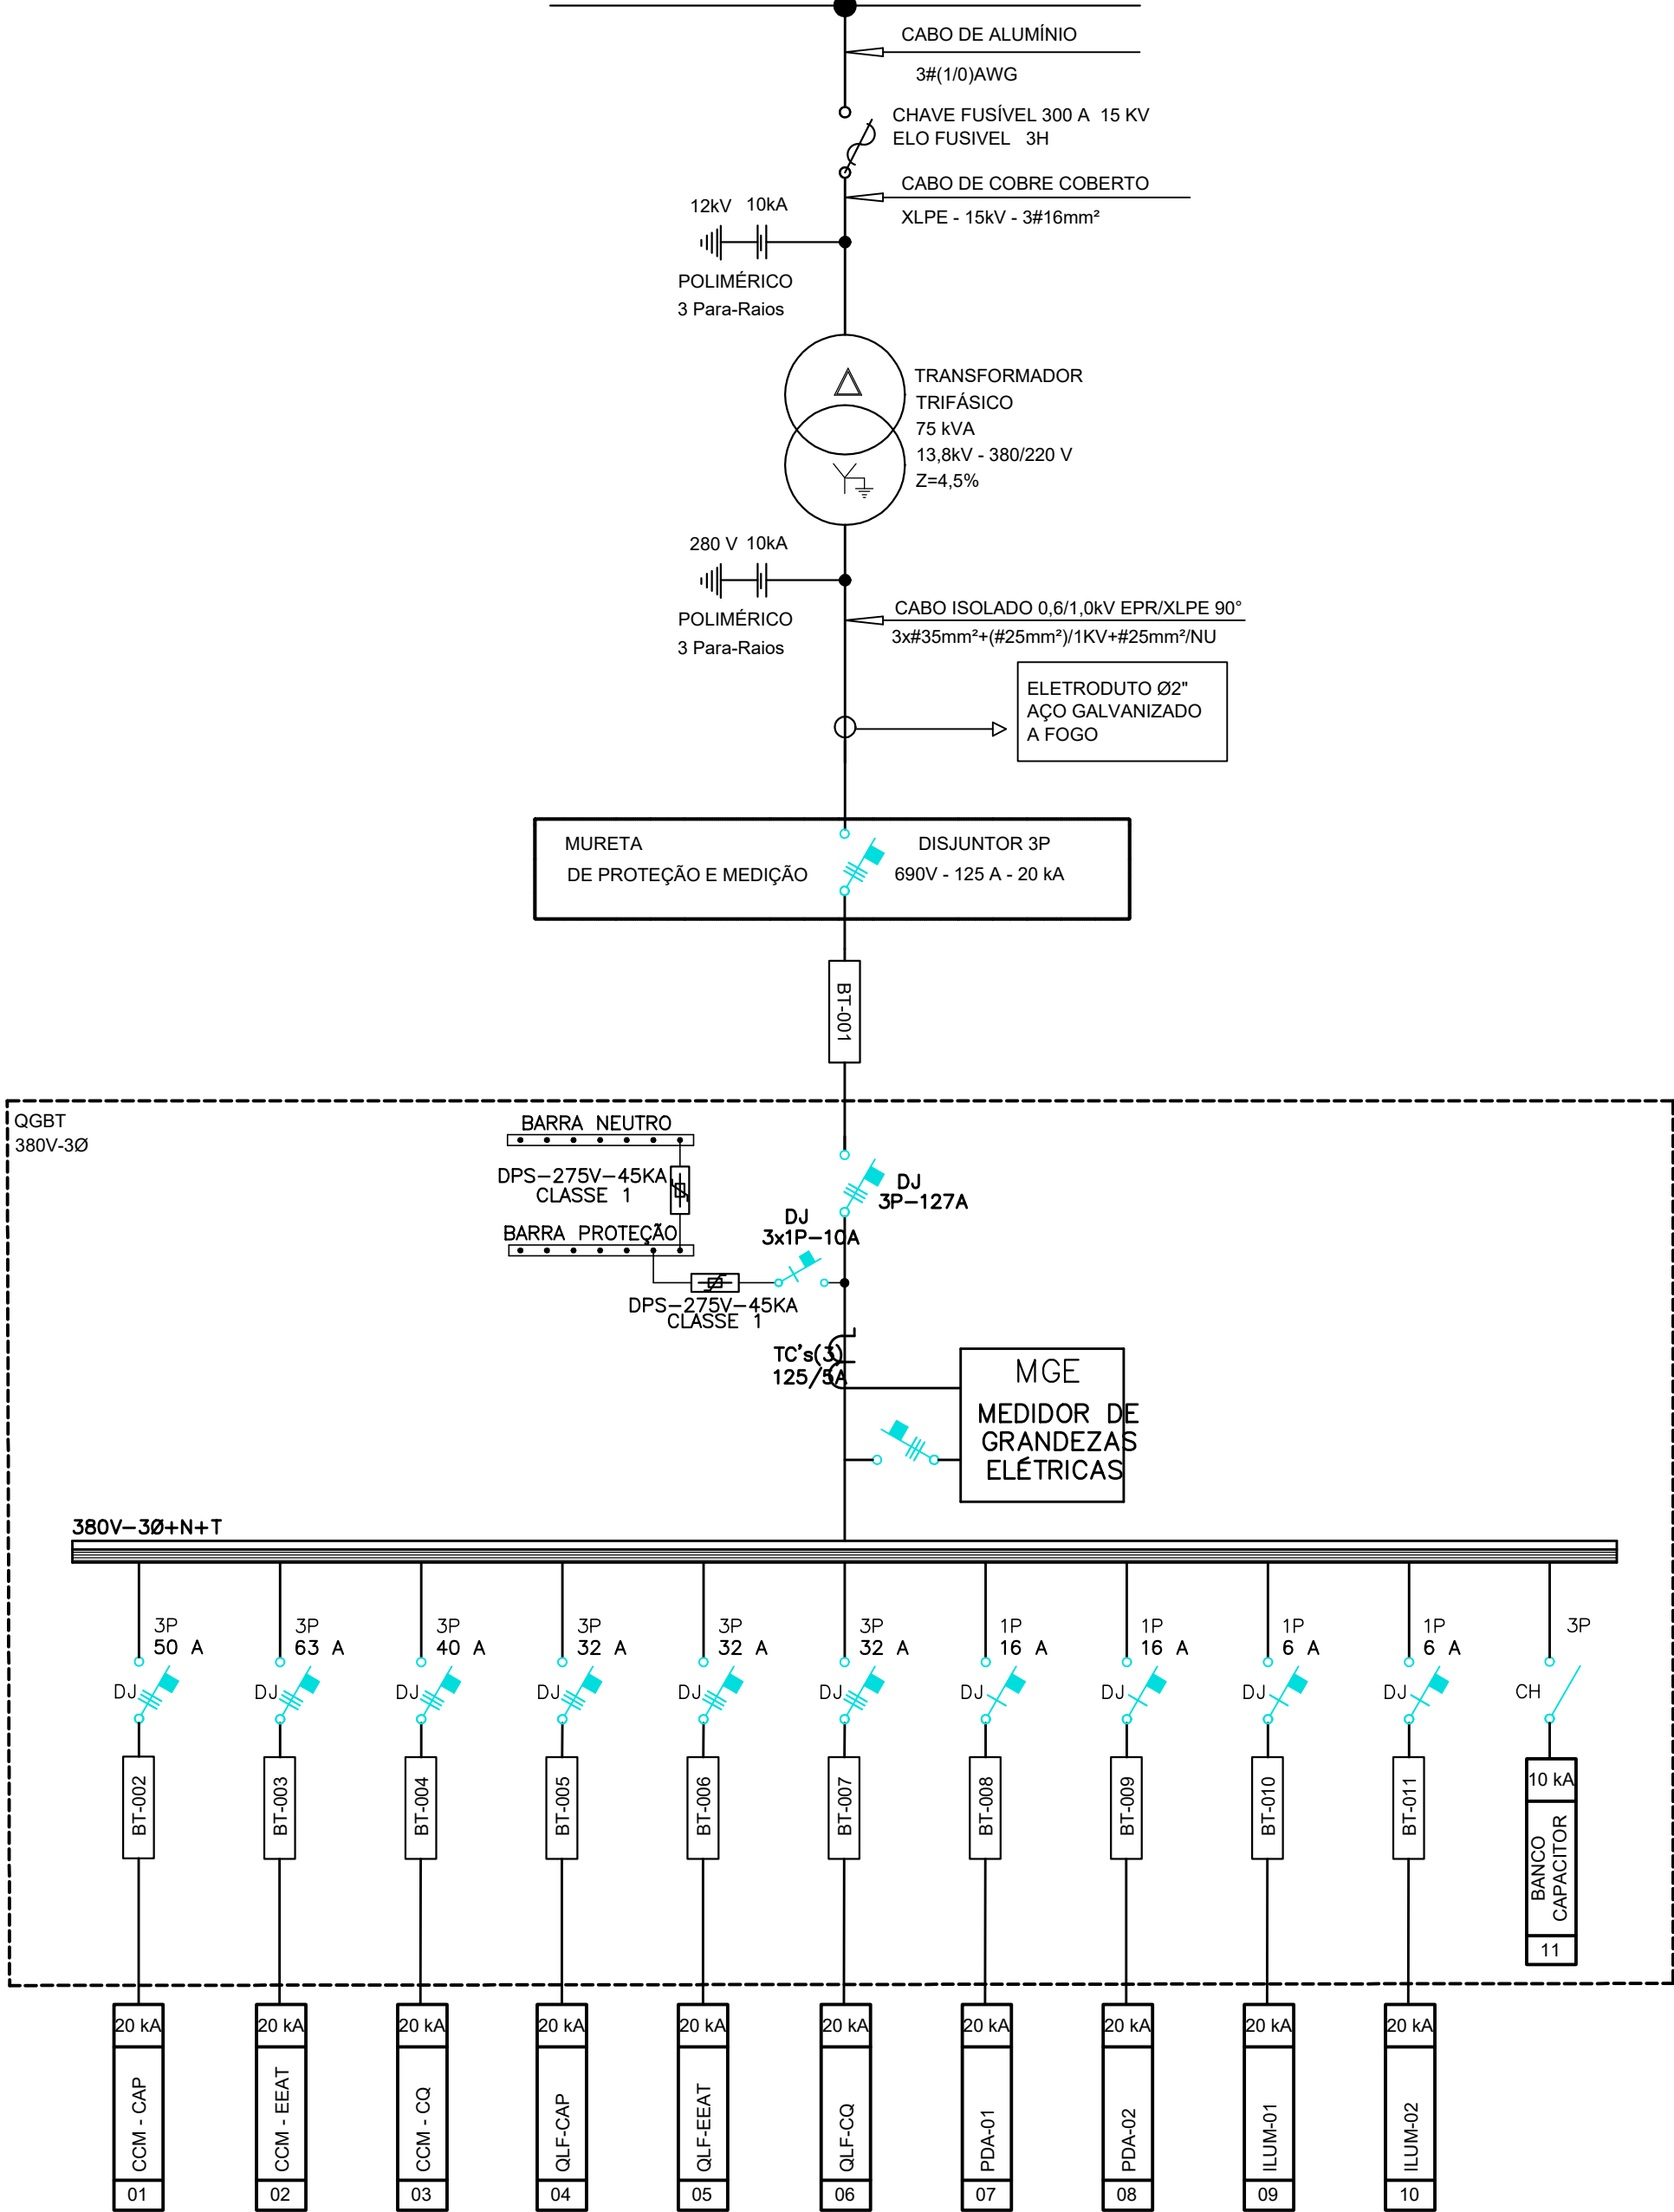 CABO DE ALUMÍNIO
3#(1/0)AWG
CHAVE FUSÍVEL 300 A 15 KV
ELO FUSIVEL 3H
CABO DE COBRE COBERTO
XLPE - 15kV - 3#16mm²
12kV 10kA
POLIMÉRICO
3 Para-Raios
TRANSFORMADOR
TRIFÁSICO
75 kVA
13,8kV - 380/220 V
Z=4,5%
280 V 10kA
POLIMÉRICO
3 Para-Raios
CABO ISOLADO 0,6/1,0kV EPR/XLPE 90°
3x#35mm²+(#25mm²)/1KV+#25mm²/NU
ELETRODUTO Ø2"
AÇO GALVANIZADO
A FOGO
MURETA
DE PROTEÇÃO E MEDIÇÃO
DISJUNTOR 3P
690V - 125 A - 20 kA
BT-001
QGBT
380V-3Ø
BARRA NEUTRO
DPS-275V-45KA
CLASSE 1
BARRA PROTEÇÃO
DJ
3P-127A
DJ
3x1P-10A
DPS-275V-45KA
CLASSE 1
TC's(3)
125/5A
MGE
MEDIDOR DE
GRANDEZAS
ELÉTRICAS
380V-3Ø+N+T
3P
50 A
DJ
BT-002
3P
63 A
DJ
BT-003
3P
40 A
DJ
BT-004
3P
32 A
DJ
BT-005
3P
32 A
DJ
BT-006
3P
32 A
DJ
BT-007
1P
16 A
DJ
BT-008
1P
16 A
DJ
BT-009
1P
6 A
DJ
BT-010
1P
6 A
DJ
BT-011
3P
CH
10 kA
BANCO
CAPACITOR
11
20 kA
CCM - CAP
01
20 kA
CCM - EEAT
02
20 kA
CCM - CQ
03
20 kA
QLF-CAP
04
20 kA
QLF-EEAT
05
20 kA
QLF-CQ
06
20 kA
PDA-01
07
20 kA
PDA-02
08
20 kA
ILUM-01
09
20 kA
ILUM-02
10